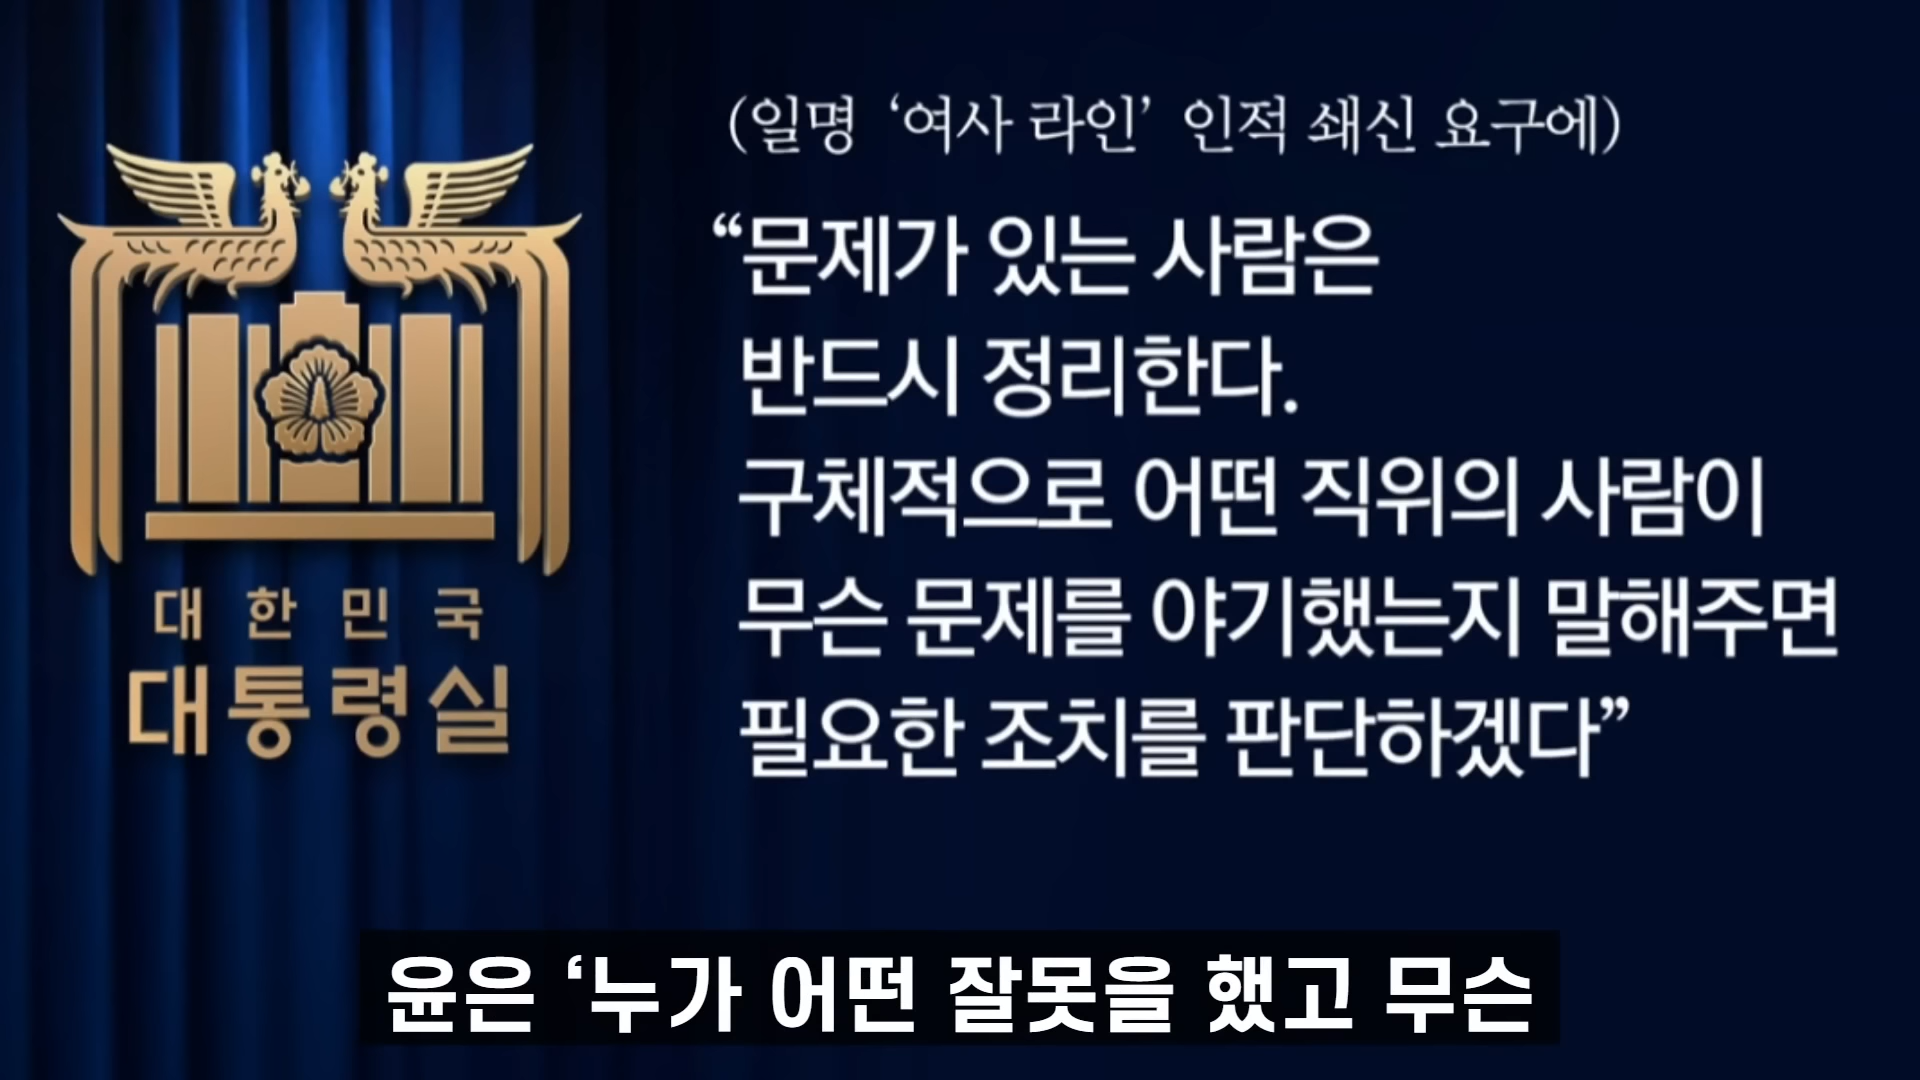 (일명 ‘여사 라인’ 인적 쇄신 요구에)
“문제가 있는 사람은
반드시 정리한다.
구체적으로 어떤 직위의 사람이
무슨 문제를 야기했는지 말해주면
필요한 조치를 판단하겠다”
대한민국
대통령실
윤은 ‘누가 어떤 잘못을 했고 무슨